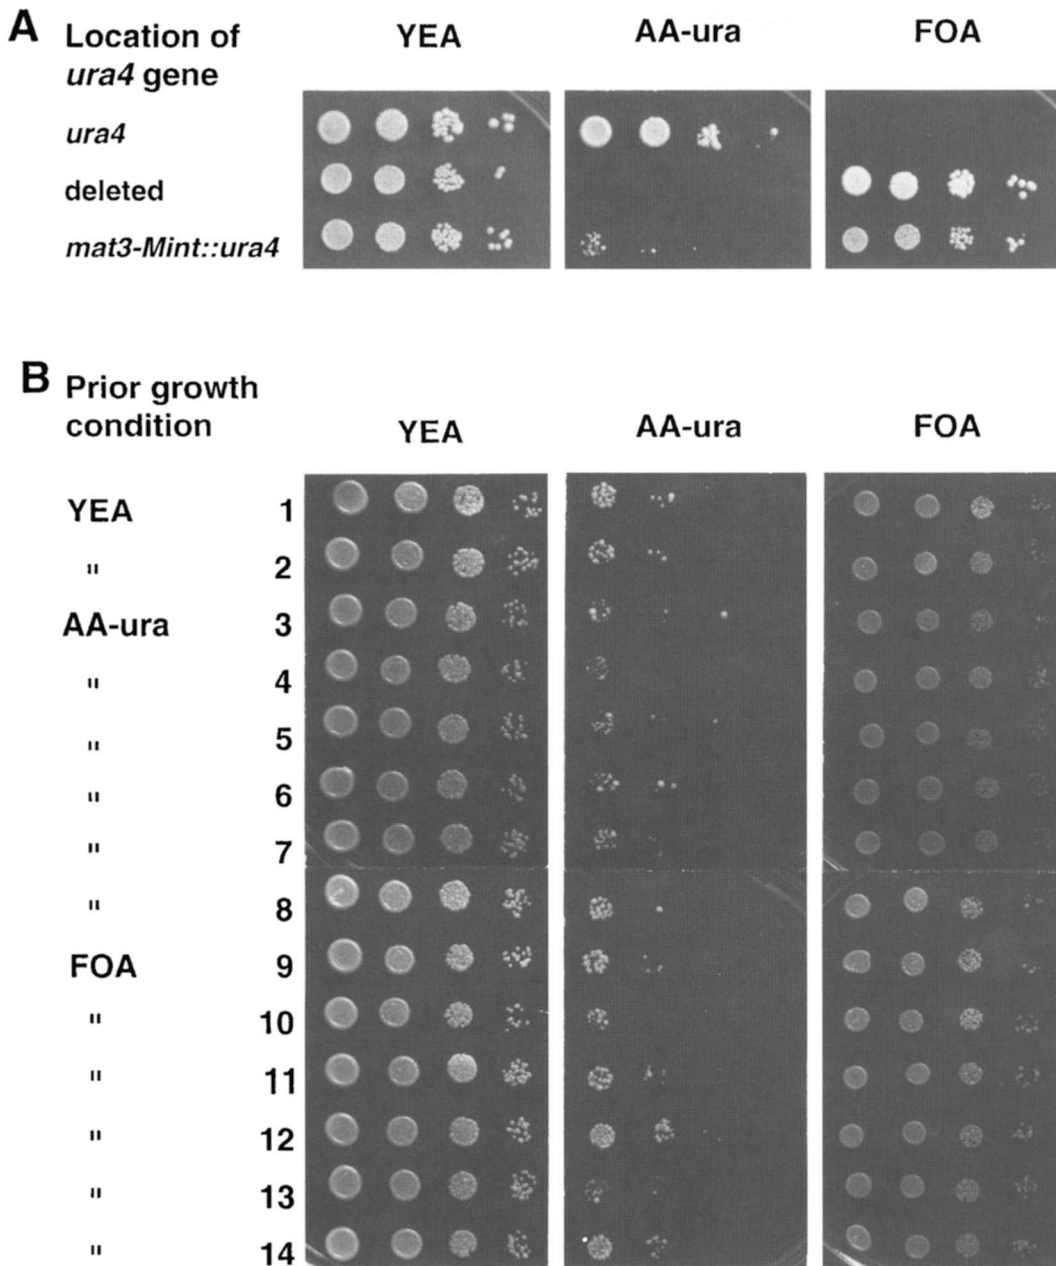 A Location of ura4 gene YEA AA-ura FOA
ura4
deleted
mat3-Mint::ura4
B Prior growth condition YEA AA-ura FOA
YEA 1
" 2
AA-ura 3
" 4
" 5
" 6
" 7
" 8
FOA 9
" 10
" 11
" 12
" 13
" 14